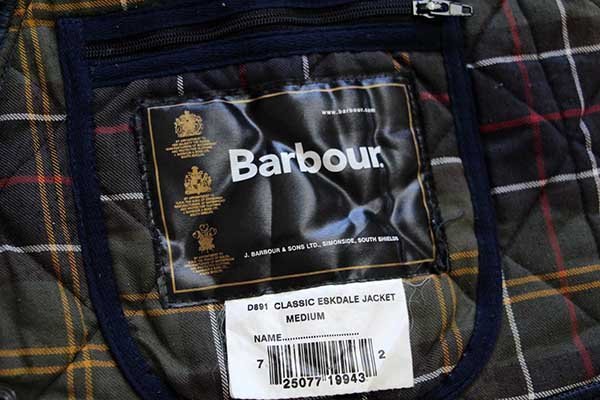 www.barbour.com
Barbour.
J. BARBOUR & SONS LTD., SIMONSIDE, SOUTH SHIELDS
D891 CLASSIC ESKDALE JACKET
MEDIUM
NAME......................
7 25077 19943 2